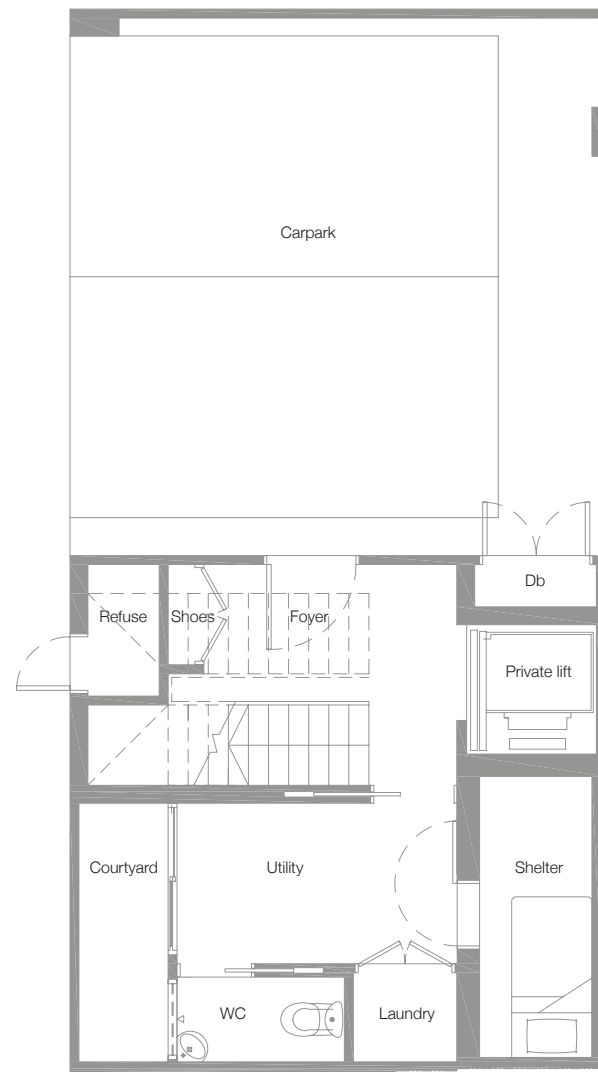 Carpark
Db
Refuse
Shoes
Foyer
Private lift
Courtyard
Utility
Shelter
WC
Laundry